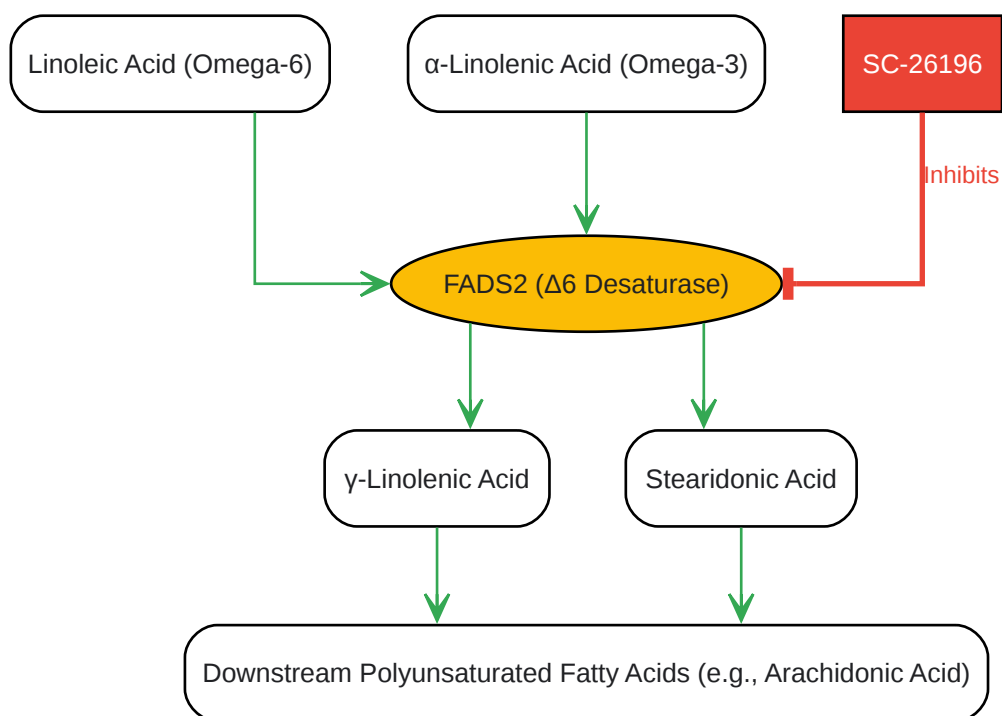 Linoleic Acid (Omega-6)
α-Linolenic Acid (Omega-3)
SC-26196
Inhibits
FADS2 (Δ6 Desaturase)
γ-Linolenic Acid
Stearidonic Acid
Downstream Polyunsaturated Fatty Acids (e.g., Arachidonic Acid)